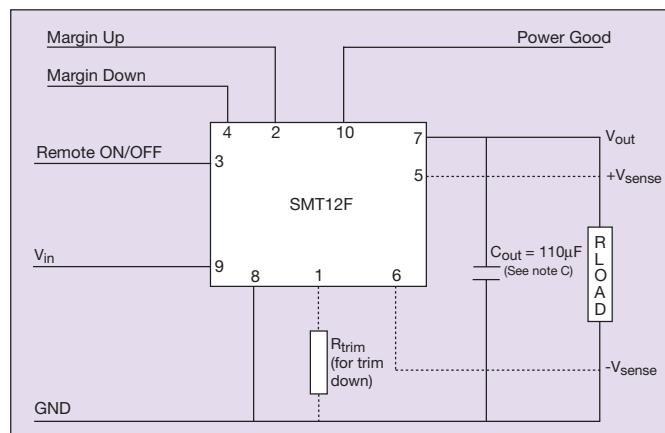 Margin Up
Power Good
Margin Down
4 2 10 7
V_out
Remote ON/OFF
3
5
+V_sense
SMT12F
V_in
9
8 1 6
C_out = 110µF
(See note C)
RLOAD
R_trim
(for trim
down)
-V_sense
GND